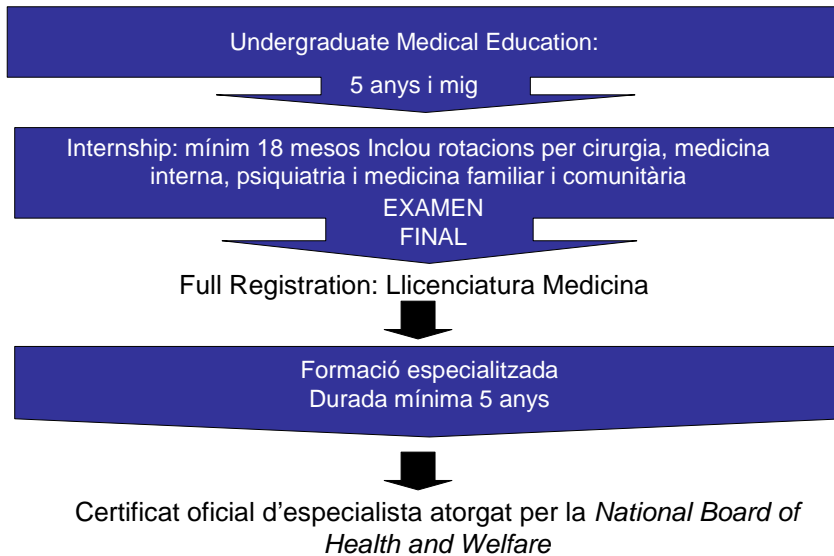 Undergraduate Medical Education:
5 anys i mig
Internship: mínim 18 mesos Inclou rotacions per cirurgia, medicina
interna, psiquiatria i medicina familiar i comunitària
EXAMEN
FINAL
Full Registration: Llicenciatura Medicina
Formació especialitzada
Durada mínima 5 anys
Certificat oficial d'especialista atorgat per la National Board of
Health and Welfare